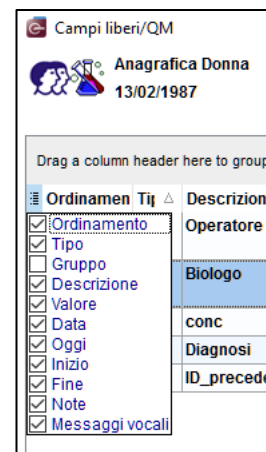 Campi liberi/QM
Anagrafica Donna
13/02/1987
Drag a column header here to group
Ordinamen Tip Descrizion
Ordinamento
Operatore
Tipo
Gruppo
Descrizione
Biologo
Valore
Data
conc
Oggi
Diagnosi
Inizio
Fine
ID_precede
Note
Messaggi vocali